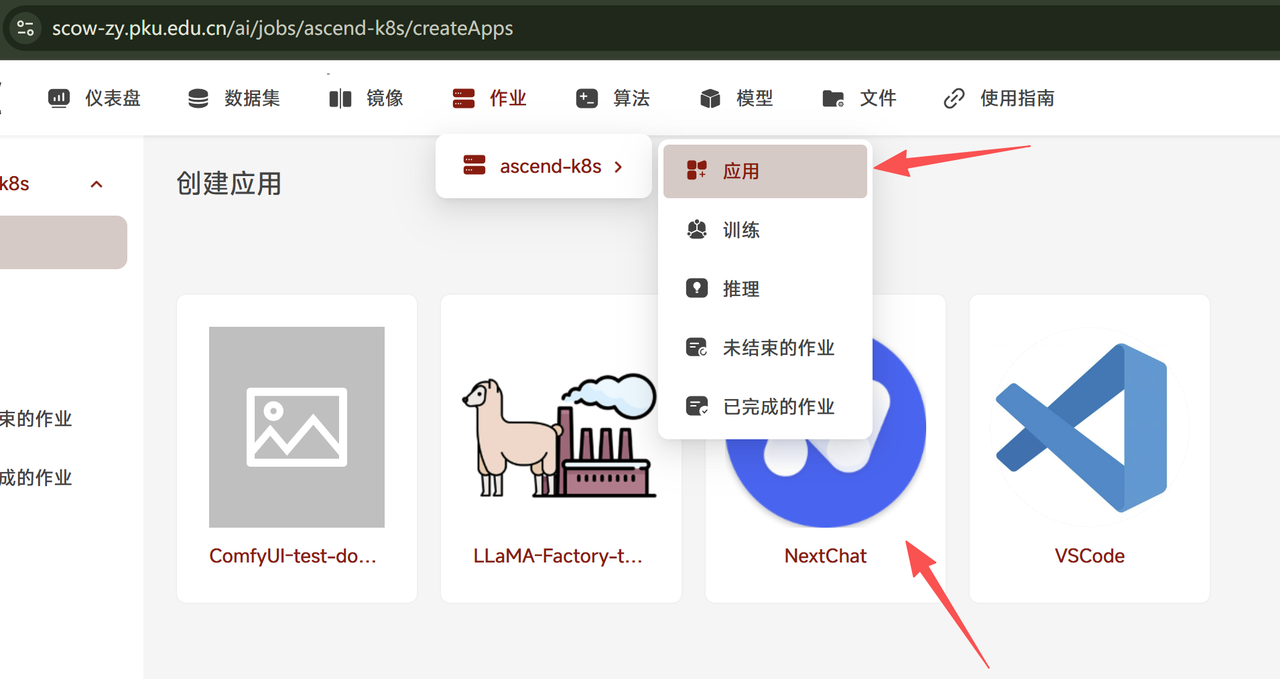 scow-zy.pku.edu.cn/ai/jobs/ascend-k8s/createApps
仪表盘 数据集 镜像 作业 算法 模型 文件 使用指南
k8s
创建应用
ascend-k8s
应用
训练
推理
未结束的作业
已完成的作业
束的作业
成的作业
ComfyUI-test-do...
LLaMA-Factory-t...
NextChat
VSCode